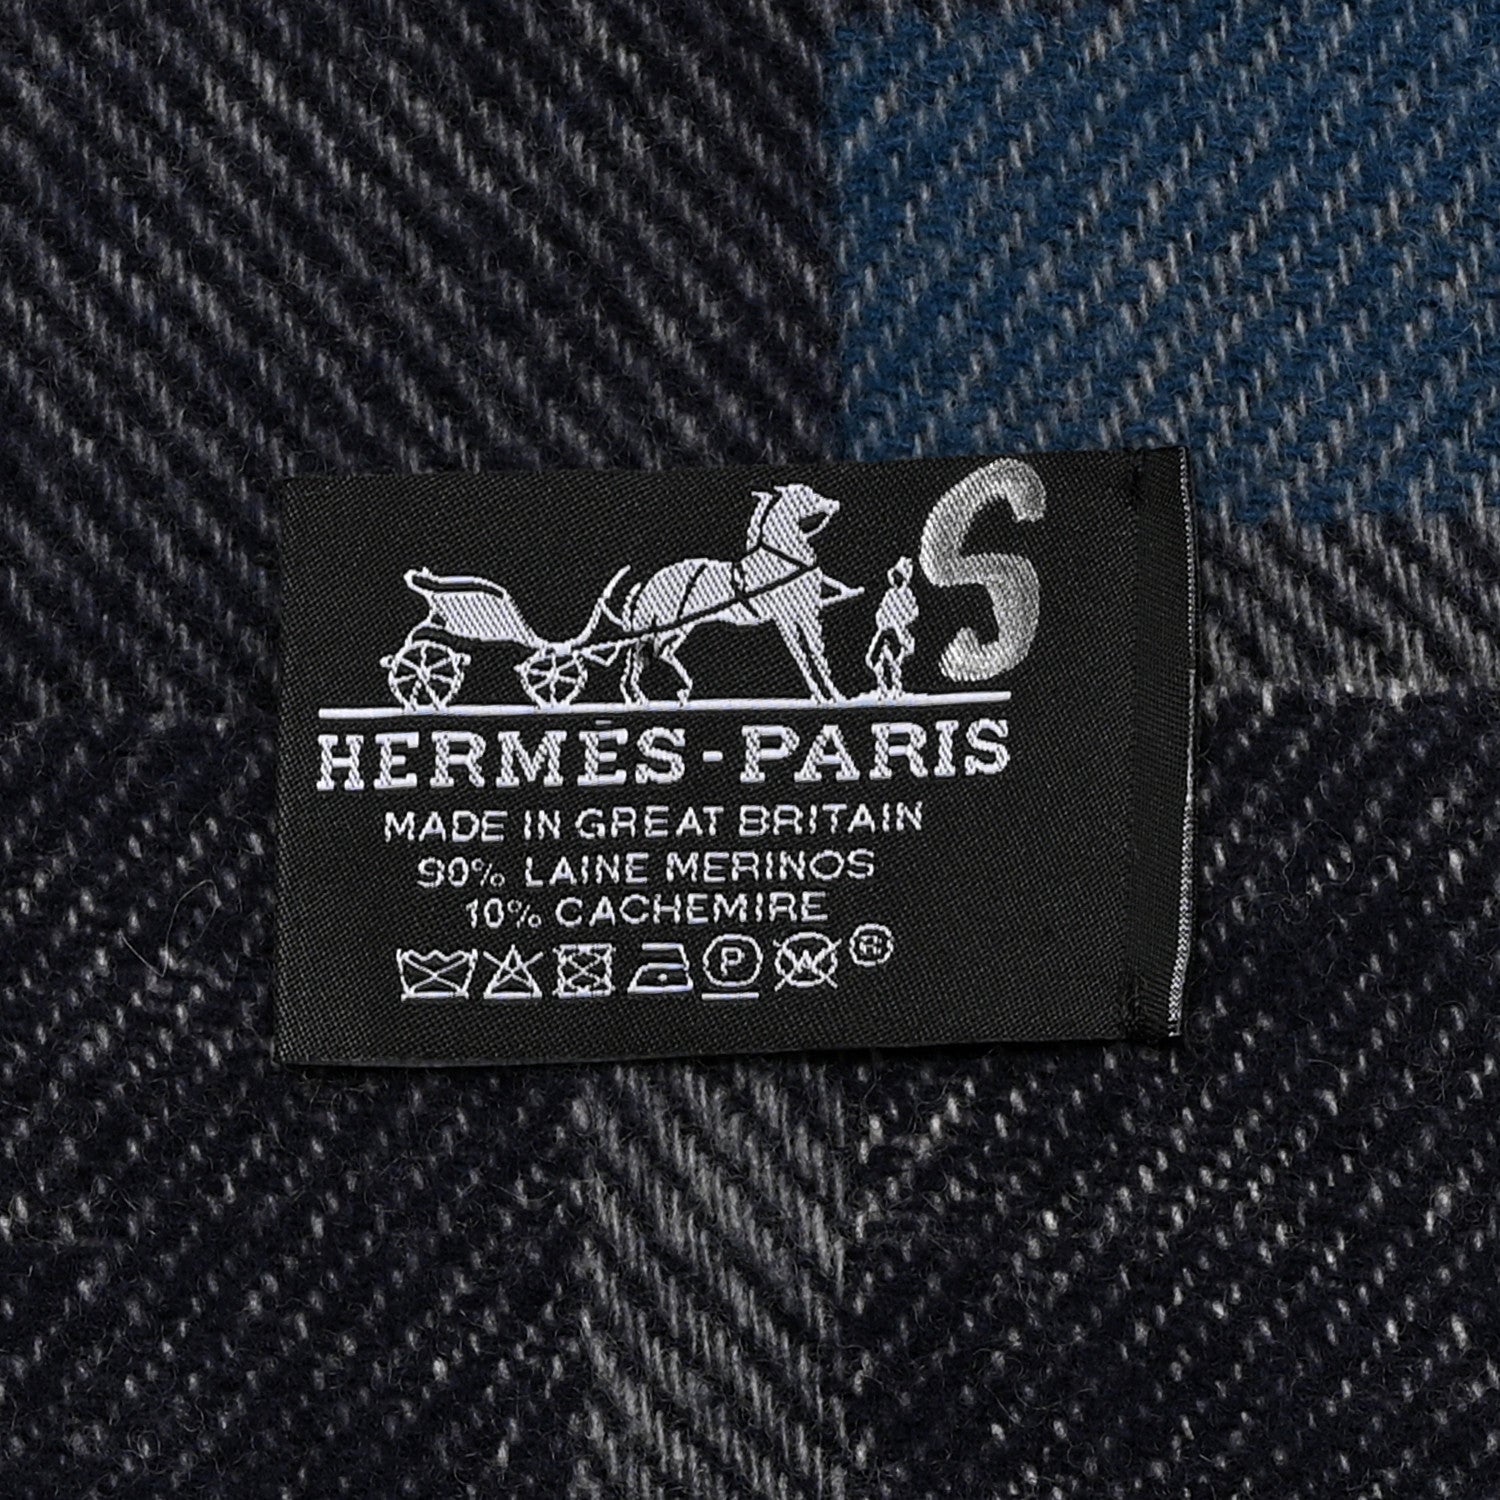 S
HERMÈS-PARIS
MADE IN GREAT BRITAIN
90% LAINE MERINOS
10% CACHEMIRE
P W ®